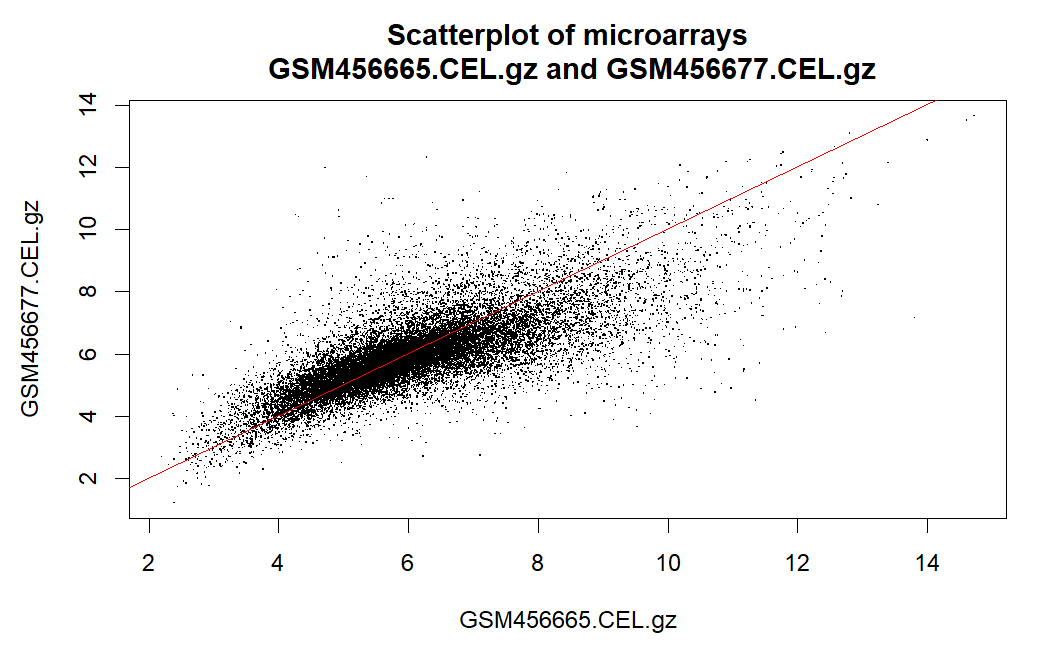 Scatterplot of microarrays
GSM456665.CEL.gz and GSM456677.CEL.gz
14
12
10
8
6
4
2
GSM456677.CEL.gz
2 4 6 8 10 12 14
GSM456665.CEL.gz